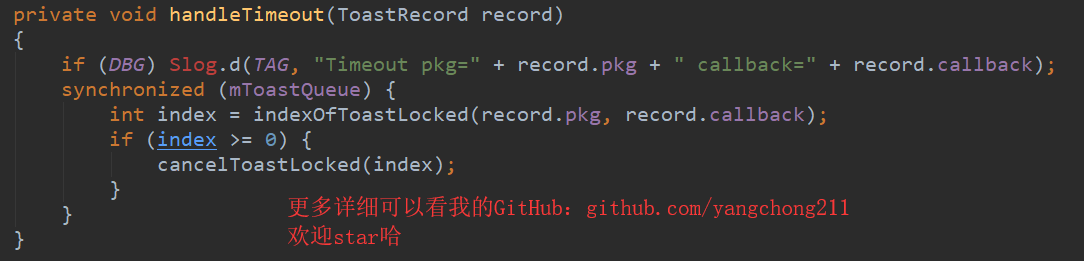 private void handleTimeout(ToastRecord record)
{
    if (DBG) Slog.d(TAG, "Timeout pkg=" + record.pkg + " callback=" + record.callback);
    synchronized (mToastQueue) {
        int index = indexOfToastLocked(record.pkg, record.callback);
        if (index >= 0) {
            cancelToastLocked(index);
        }
更多详细可以看我的GitHub：github.com/yangchong211
    }
欢迎star哈
}